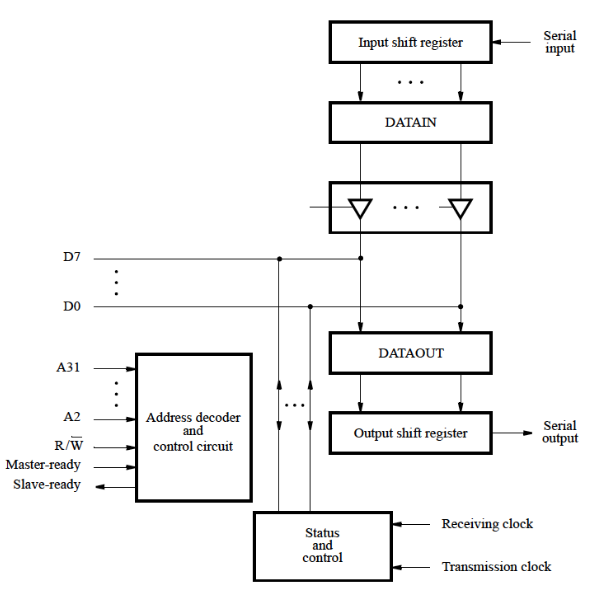 Input shift register
Serial
input
DATAIN
D7
D0
DATAOUT
A31
A2
R/W̅
Master-ready
Slave-ready
Address decoder
and
control circuit
Output shift register
Serial
output
Status
and
control
Receiving clock
Transmission clock